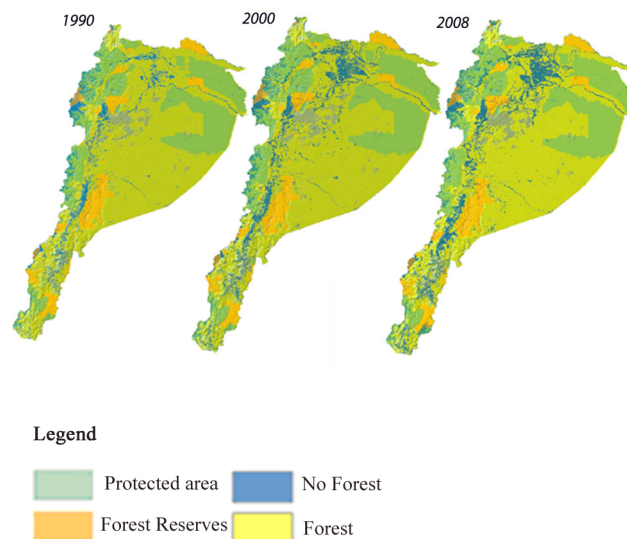 1990
2000
2008
Legend
Protected area
No Forest
Forest Reserves
Forest